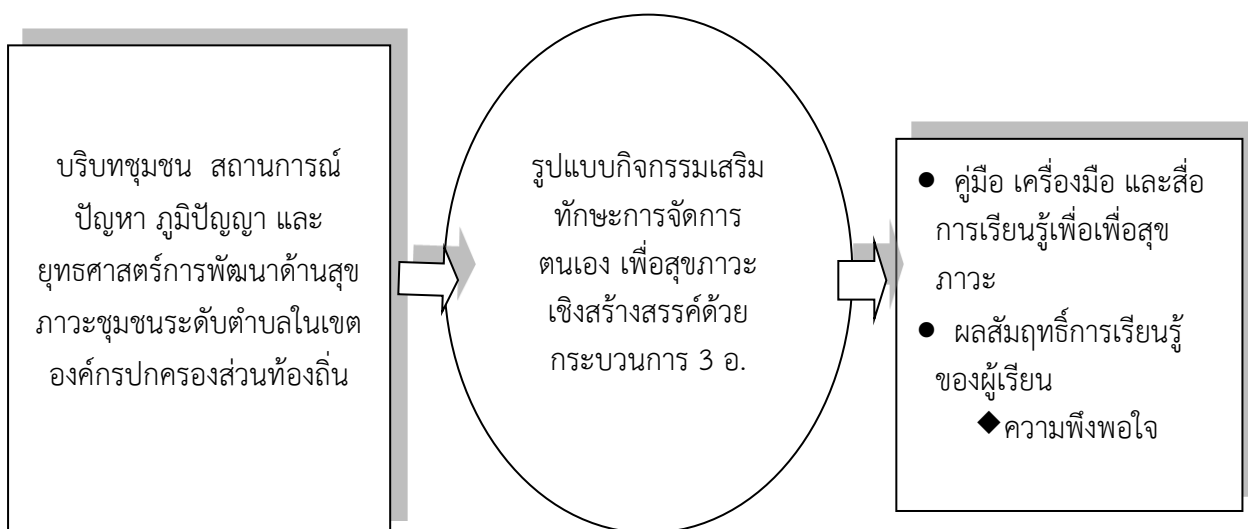 บริบทชุมชน สถานการณ์
ปัญหา ภูมิปัญญา และ
ยุทธศาสตร์การพัฒนาด้านสุข
ภาวะชุมชนระดับตำบลในเขต
องค์กรปกครองส่วนท้องถิ่น
รูปแบบกิจกรรมเสริม
ทักษะการจัดการ
ตนเอง เพื่อสุขภาวะ
เชิงสร้างสรรค์ด้วย
กระบวนการ 3 อ.
● คู่มือ เครื่องมือ และสื่อ
การเรียนรู้เพื่อเพื่อสุข
ภาวะ
● ผลสัมฤทธิ์การเรียนรู้
ของผู้เรียน
◆ความพึงพอใจ